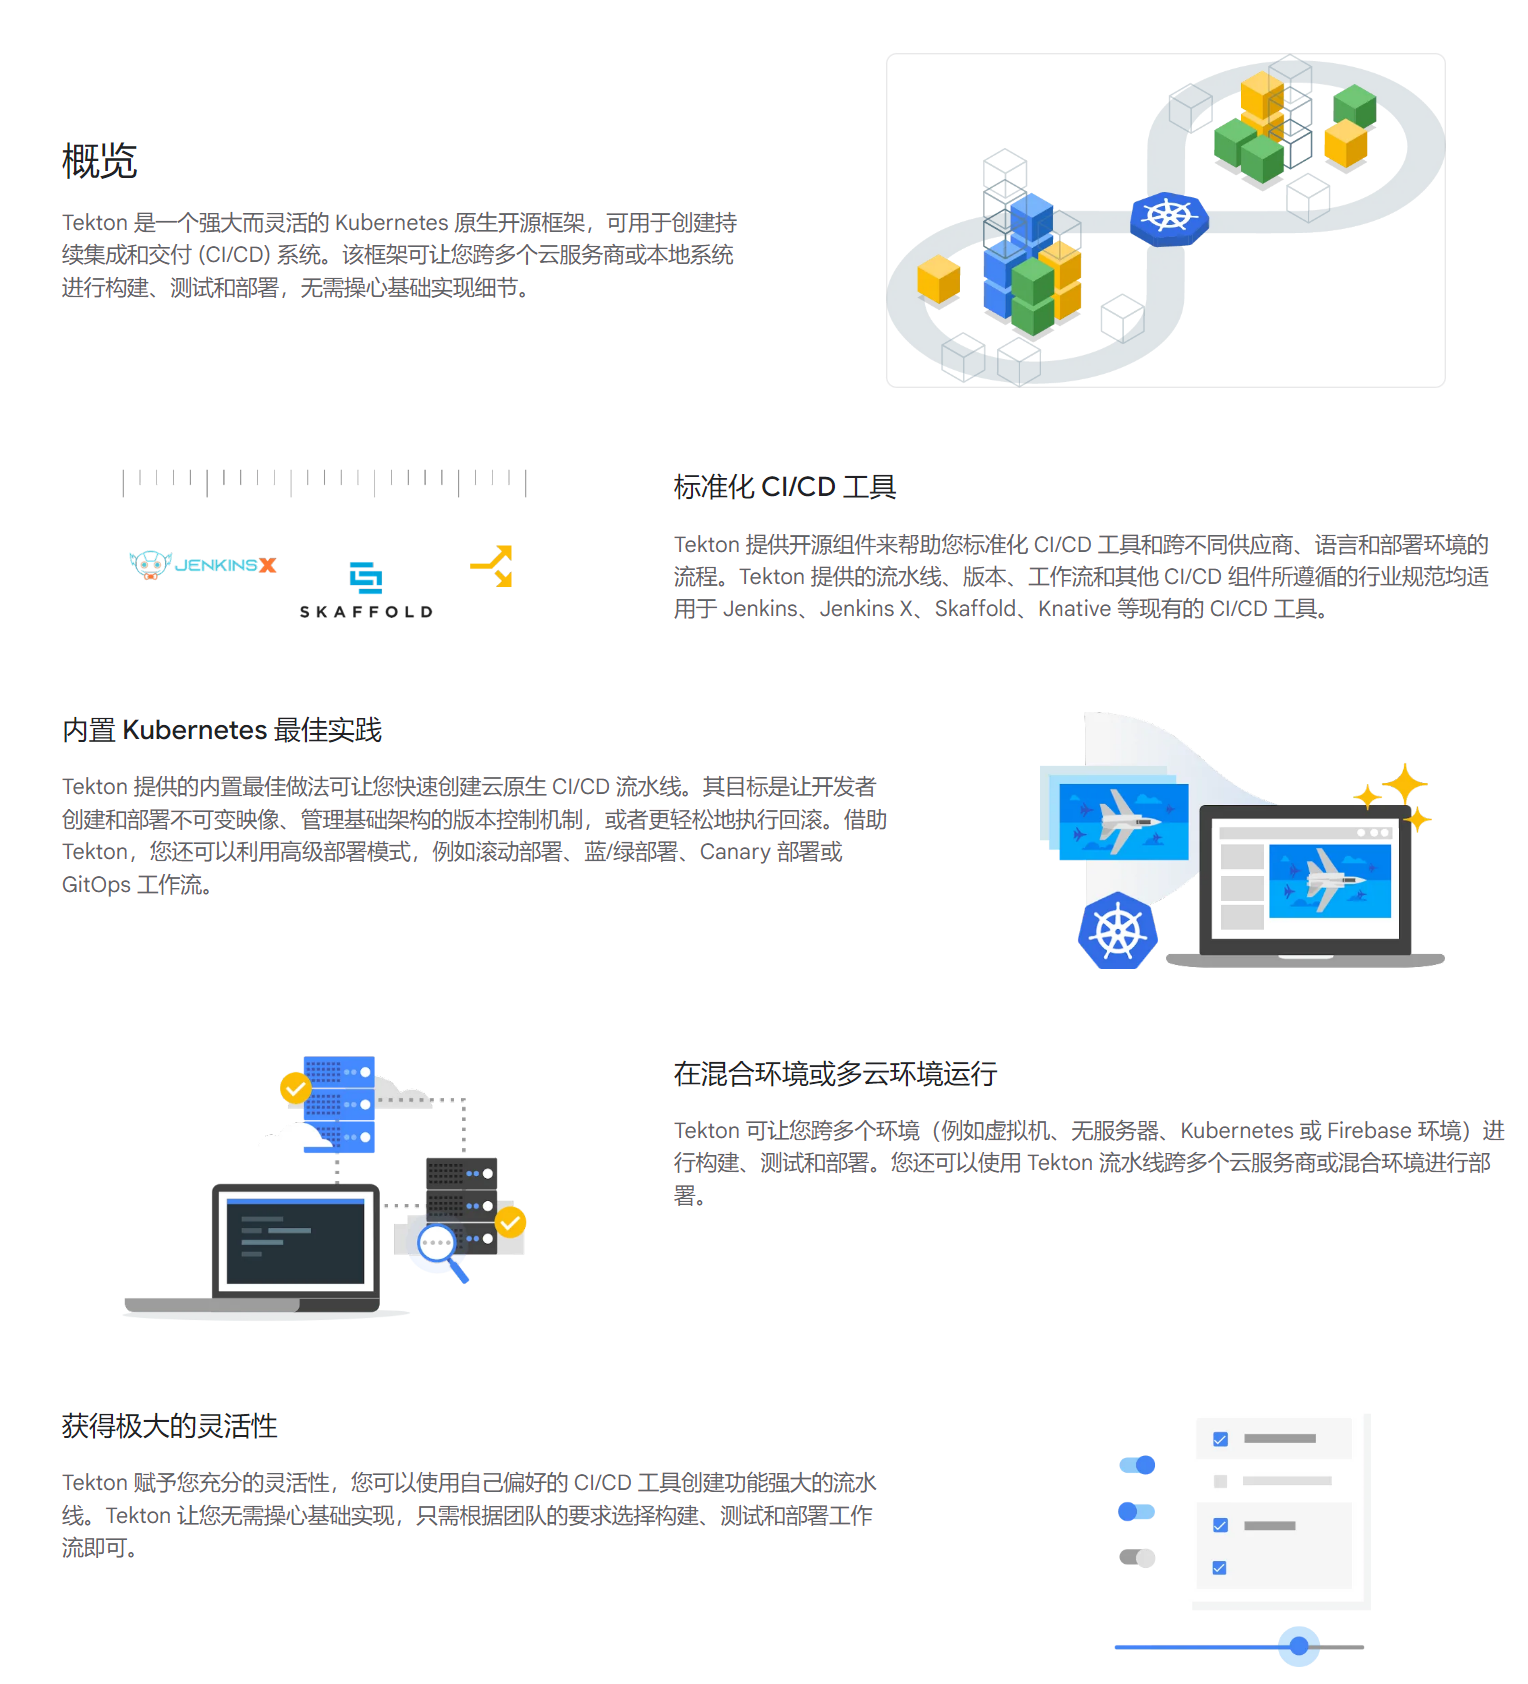 概览
Tekton 是一个强大而灵活的 Kubernetes 原生开源框架，可用于创建持
续集成和交付 (CI/CD) 系统。该框架可让您跨多个云服务商或本地系统
进行构建、测试和部署，无需操心基础实现细节。
标准化 CI/CD 工具
Tekton 提供开源组件来帮助您标准化 CI/CD 工具和跨不同供应商、语言和部署环境的
流程。Tekton 提供的流水线、版本、工作流和其他 CI/CD 组件所遵循的行业规范均适
用于 Jenkins、Jenkins X、Skaffold、Knative 等现有的 CI/CD 工具。
JENKINS X
SKAFFOLD
内置 Kubernetes 最佳实践
Tekton 提供的内置最佳做法可让您快速创建云原生 CI/CD 流水线。其目标是让开发者
创建和部署不可变映像、管理基础架构的版本控制机制，或者更轻松地执行回滚。借助
Tekton，您还可以利用高级部署模式，例如滚动部署、蓝/绿部署、Canary 部署或
GitOps 工作流。
在混合环境或多云环境运行
Tekton 可让您跨多个环境（例如虚拟机、无服务器、Kubernetes 或 Firebase 环境）进
行构建、测试和部署。您还可以使用 Tekton 流水线跨多个云服务商或混合环境进行部
署。
获得极大的灵活性
Tekton 赋予您充分的灵活性，您可以使用自己偏好的 CI/CD 工具创建功能强大的流水
线。Tekton 让您无需操心基础实现，只需根据团队的要求选择构建、测试和部署工作
流即可。